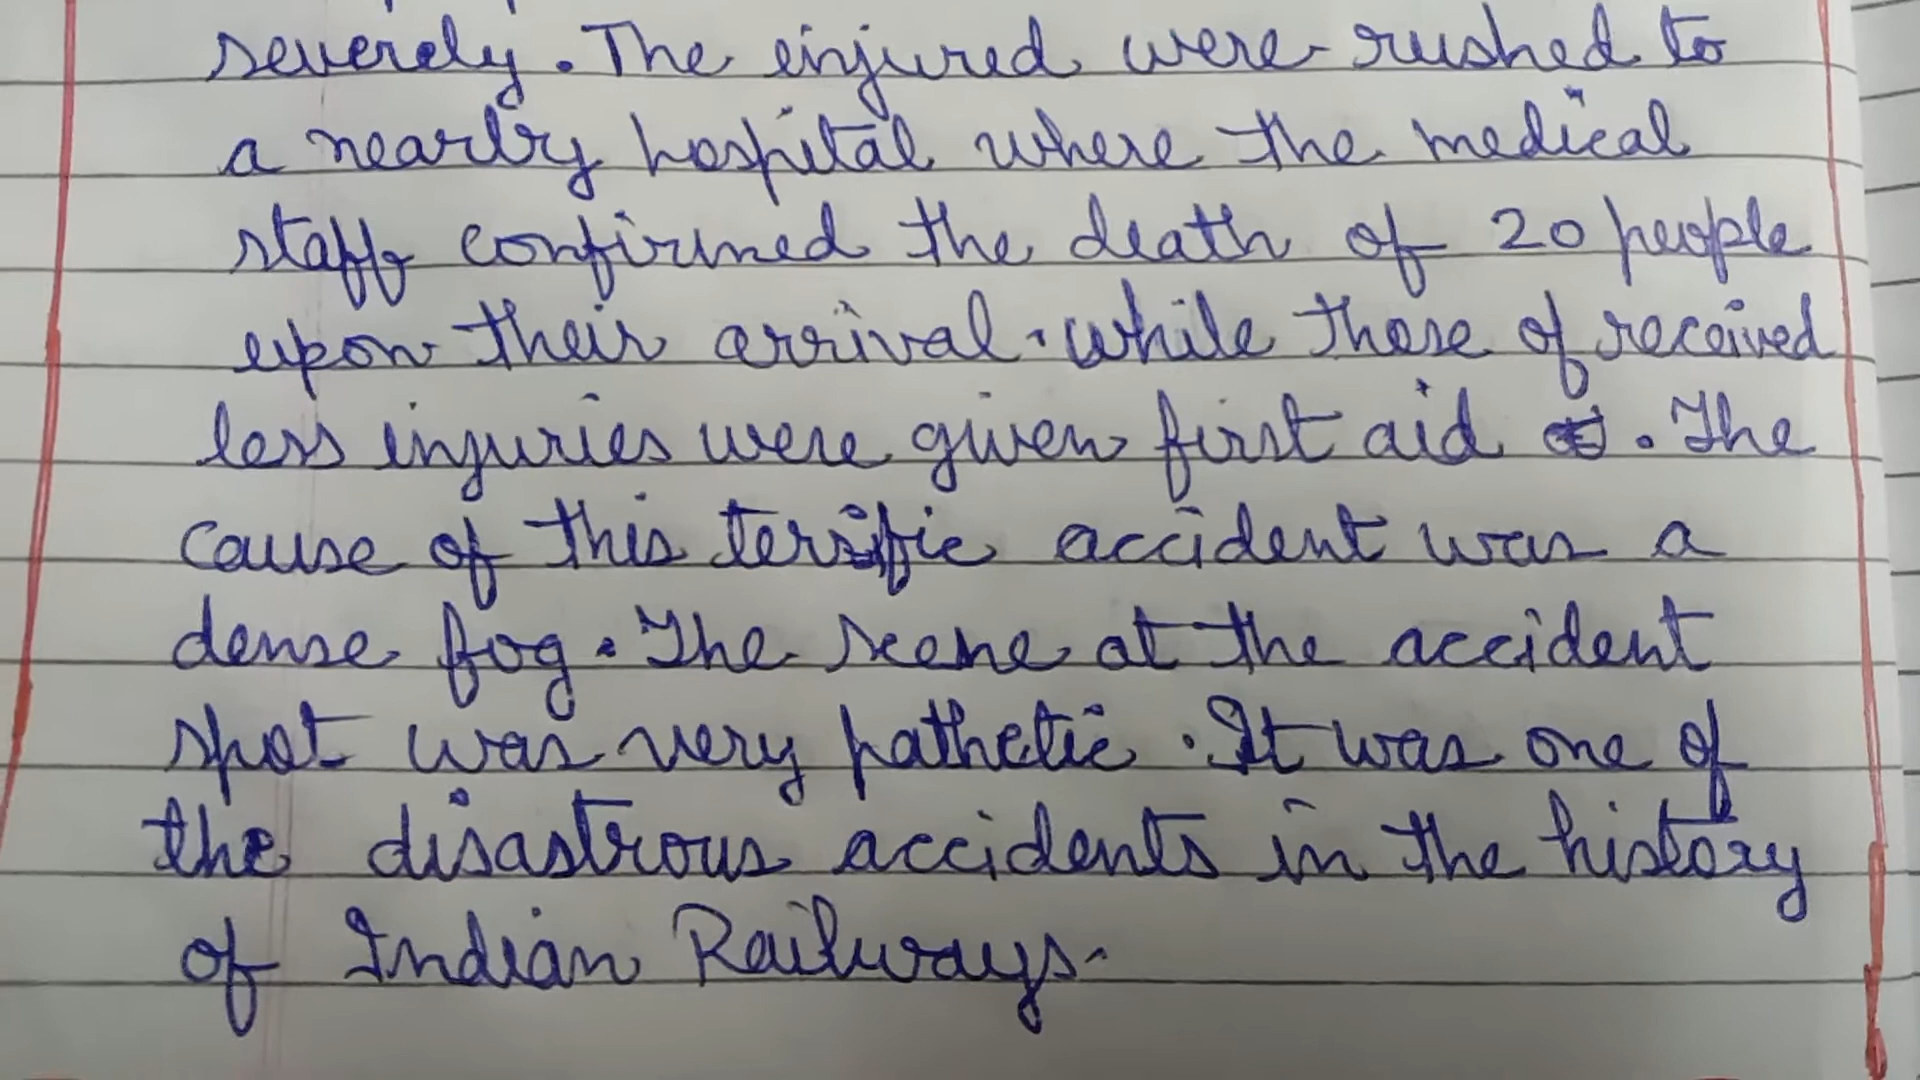 severely. The injured were rushed to
a nearby hospital where the medical
staff confirmed the death of 20 people
upon their arrival. while those of received
less injuries were given first aid . The
cause of this terrific accident was a
dense fog. The scene at the accident
spot was very pathetic. It was one of
the disastrous accidents in the history
of Indian Railways.